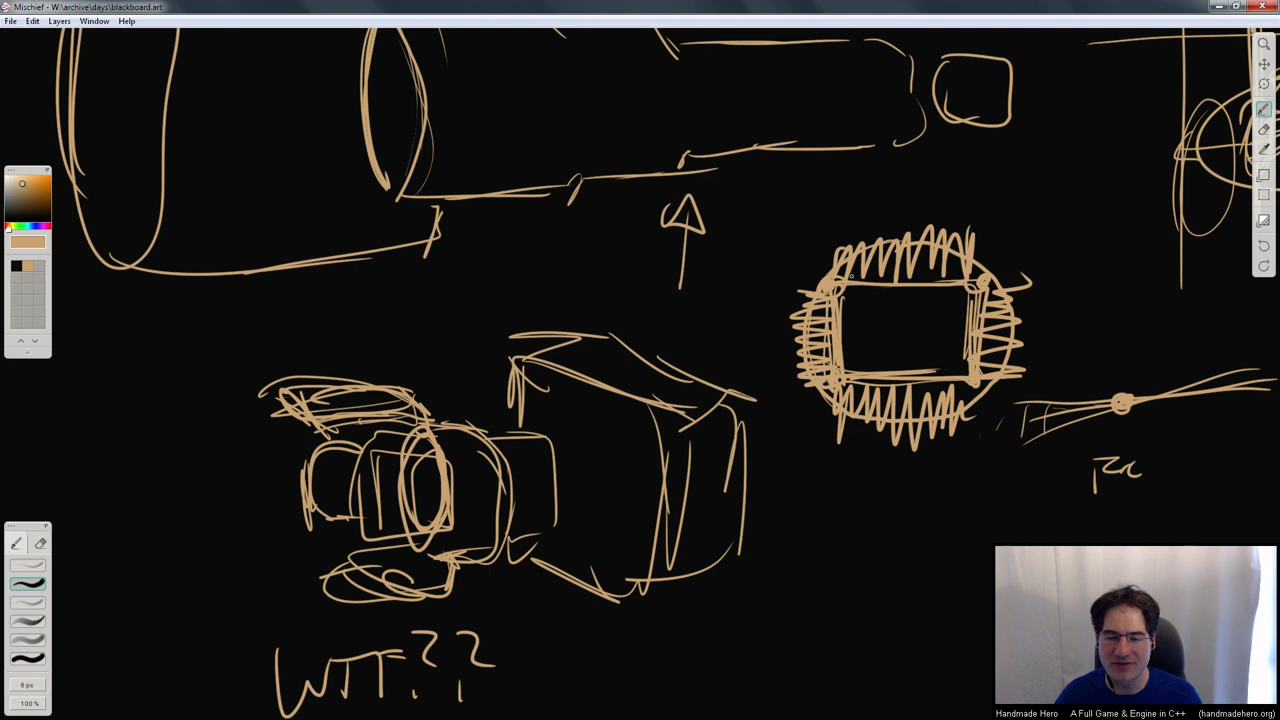 Mischief - W:\archive\days\blackboard.art
File Edit Layers Window Help
6 px
100 %
WTF??
Handmade Hero A Full Game & Engine in C++ (handmadehero.org)